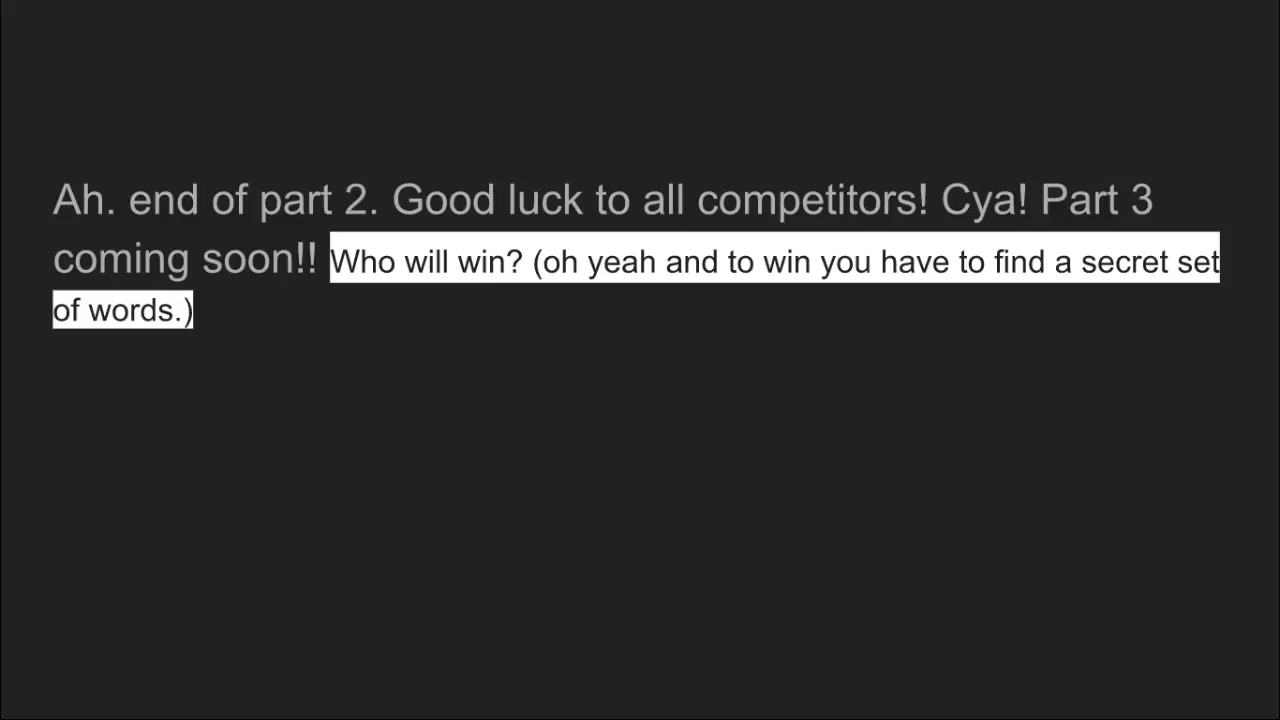 Ah. end of part 2. Good luck to all competitors! Cya! Part 3
coming soon!! Who will win? (oh yeah and to win you have to find a secret set
of words.)